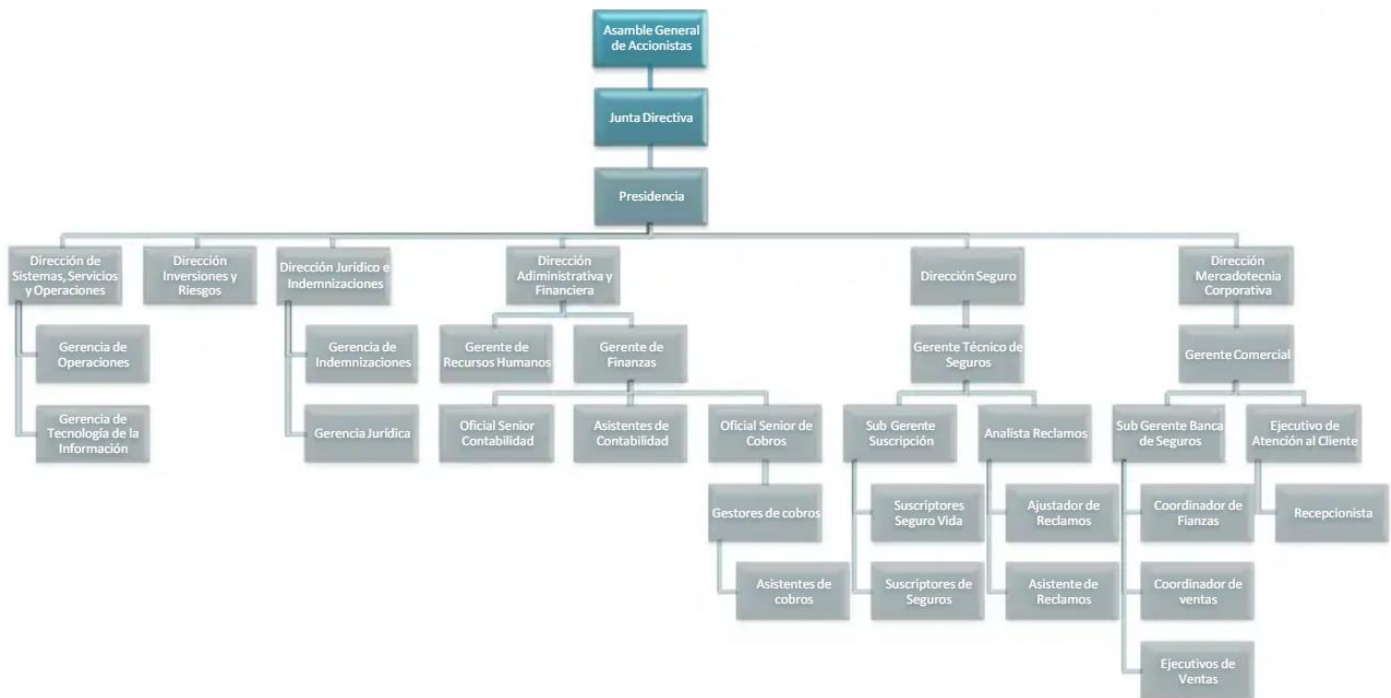 Asamble General
de Accionistas
Junta Directiva
Presidencia
Dirección de
Sistemas, Servicios
y Operaciones
Dirección
Inversiones y
Riesgos
Dirección Jurídico e
Indemnizaciones
Dirección
Adiministrativa y
Financiera
Dirección Seguro
Dirección
Mercadotecnia
Corporativa
Gerencia de
Operaciones
Gerencia de
Indemnizaciones
Gerente de
Recursos Humanos
Gerente de
Finanzas
Gerente Técnico de
Seguros
Gerente Comercial
Gerencia de
Tecnología de la
Información
Gerencia Jurídica
Oficial Senior
Contabilidad
Asistentes de
Contabilidad
Oficial Senior de
Cobros
Sub Gerente
Suscripción
Analista Reclamos
Sub Gerente Banca
de Seguros
Ejecutivo de
Atención al Cliente
Gestores de cobros
Suscriptores
Seguro Vida
Ajustador de
Reclamos
Coordinador de
Fianzas
Recepcionista
Asistentes de
cobros
Suscriptores de
Seguros
Asistente de
Reclamos
Coordinador de
ventas
Ejecutivos de
Ventas